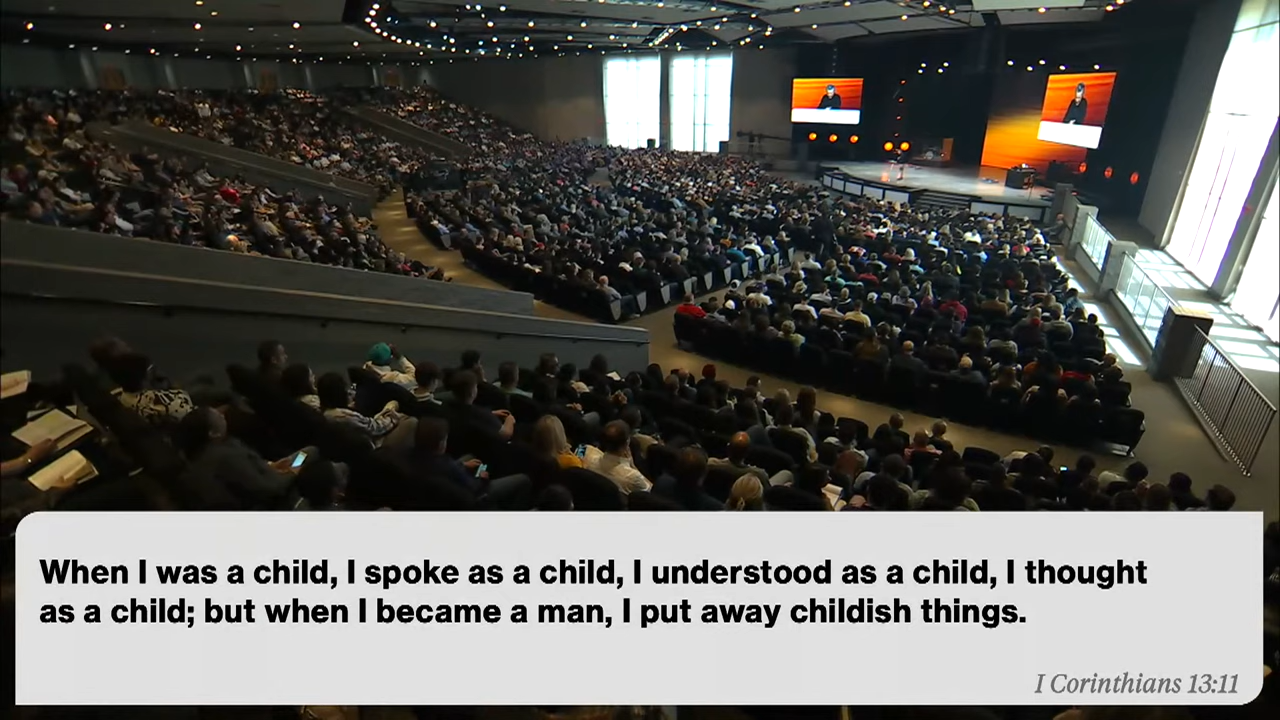 When I was a child, I spoke as a child, I understood as a child, I thought
as a child; but when I became a man, I put away childish things.
I Corinthians 13:11